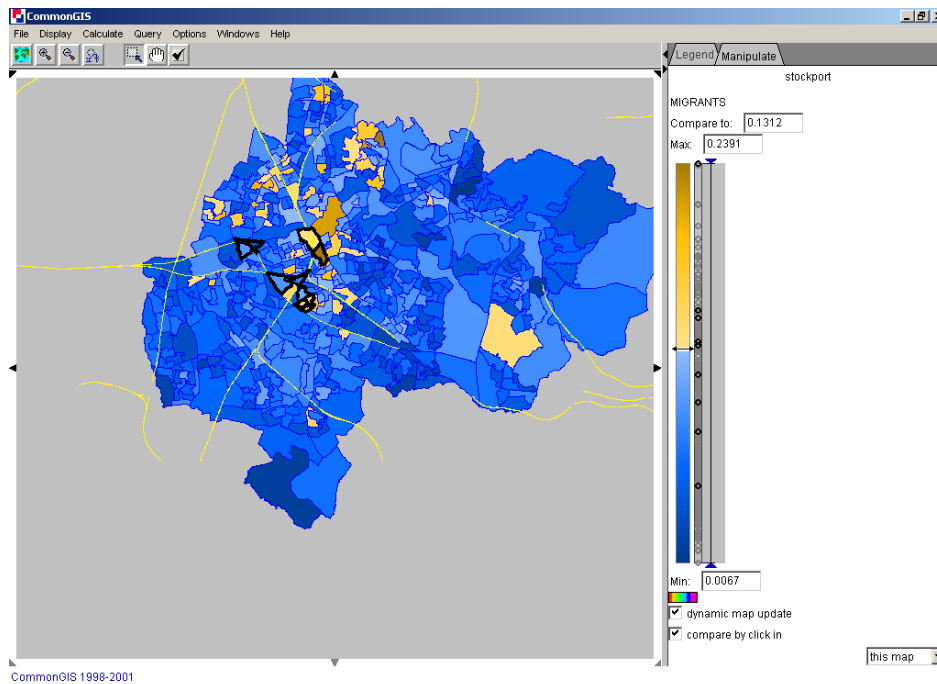 CommonGIS
File Display Calculate Query Options Windows Help
Legend Manipulate
stockport
MIGRANTS
Compare to: 0.1312
Max: 0.2391
Min: 0.0067
dynamic map update
compare by click in
this map
CommonGIS 1998-2001